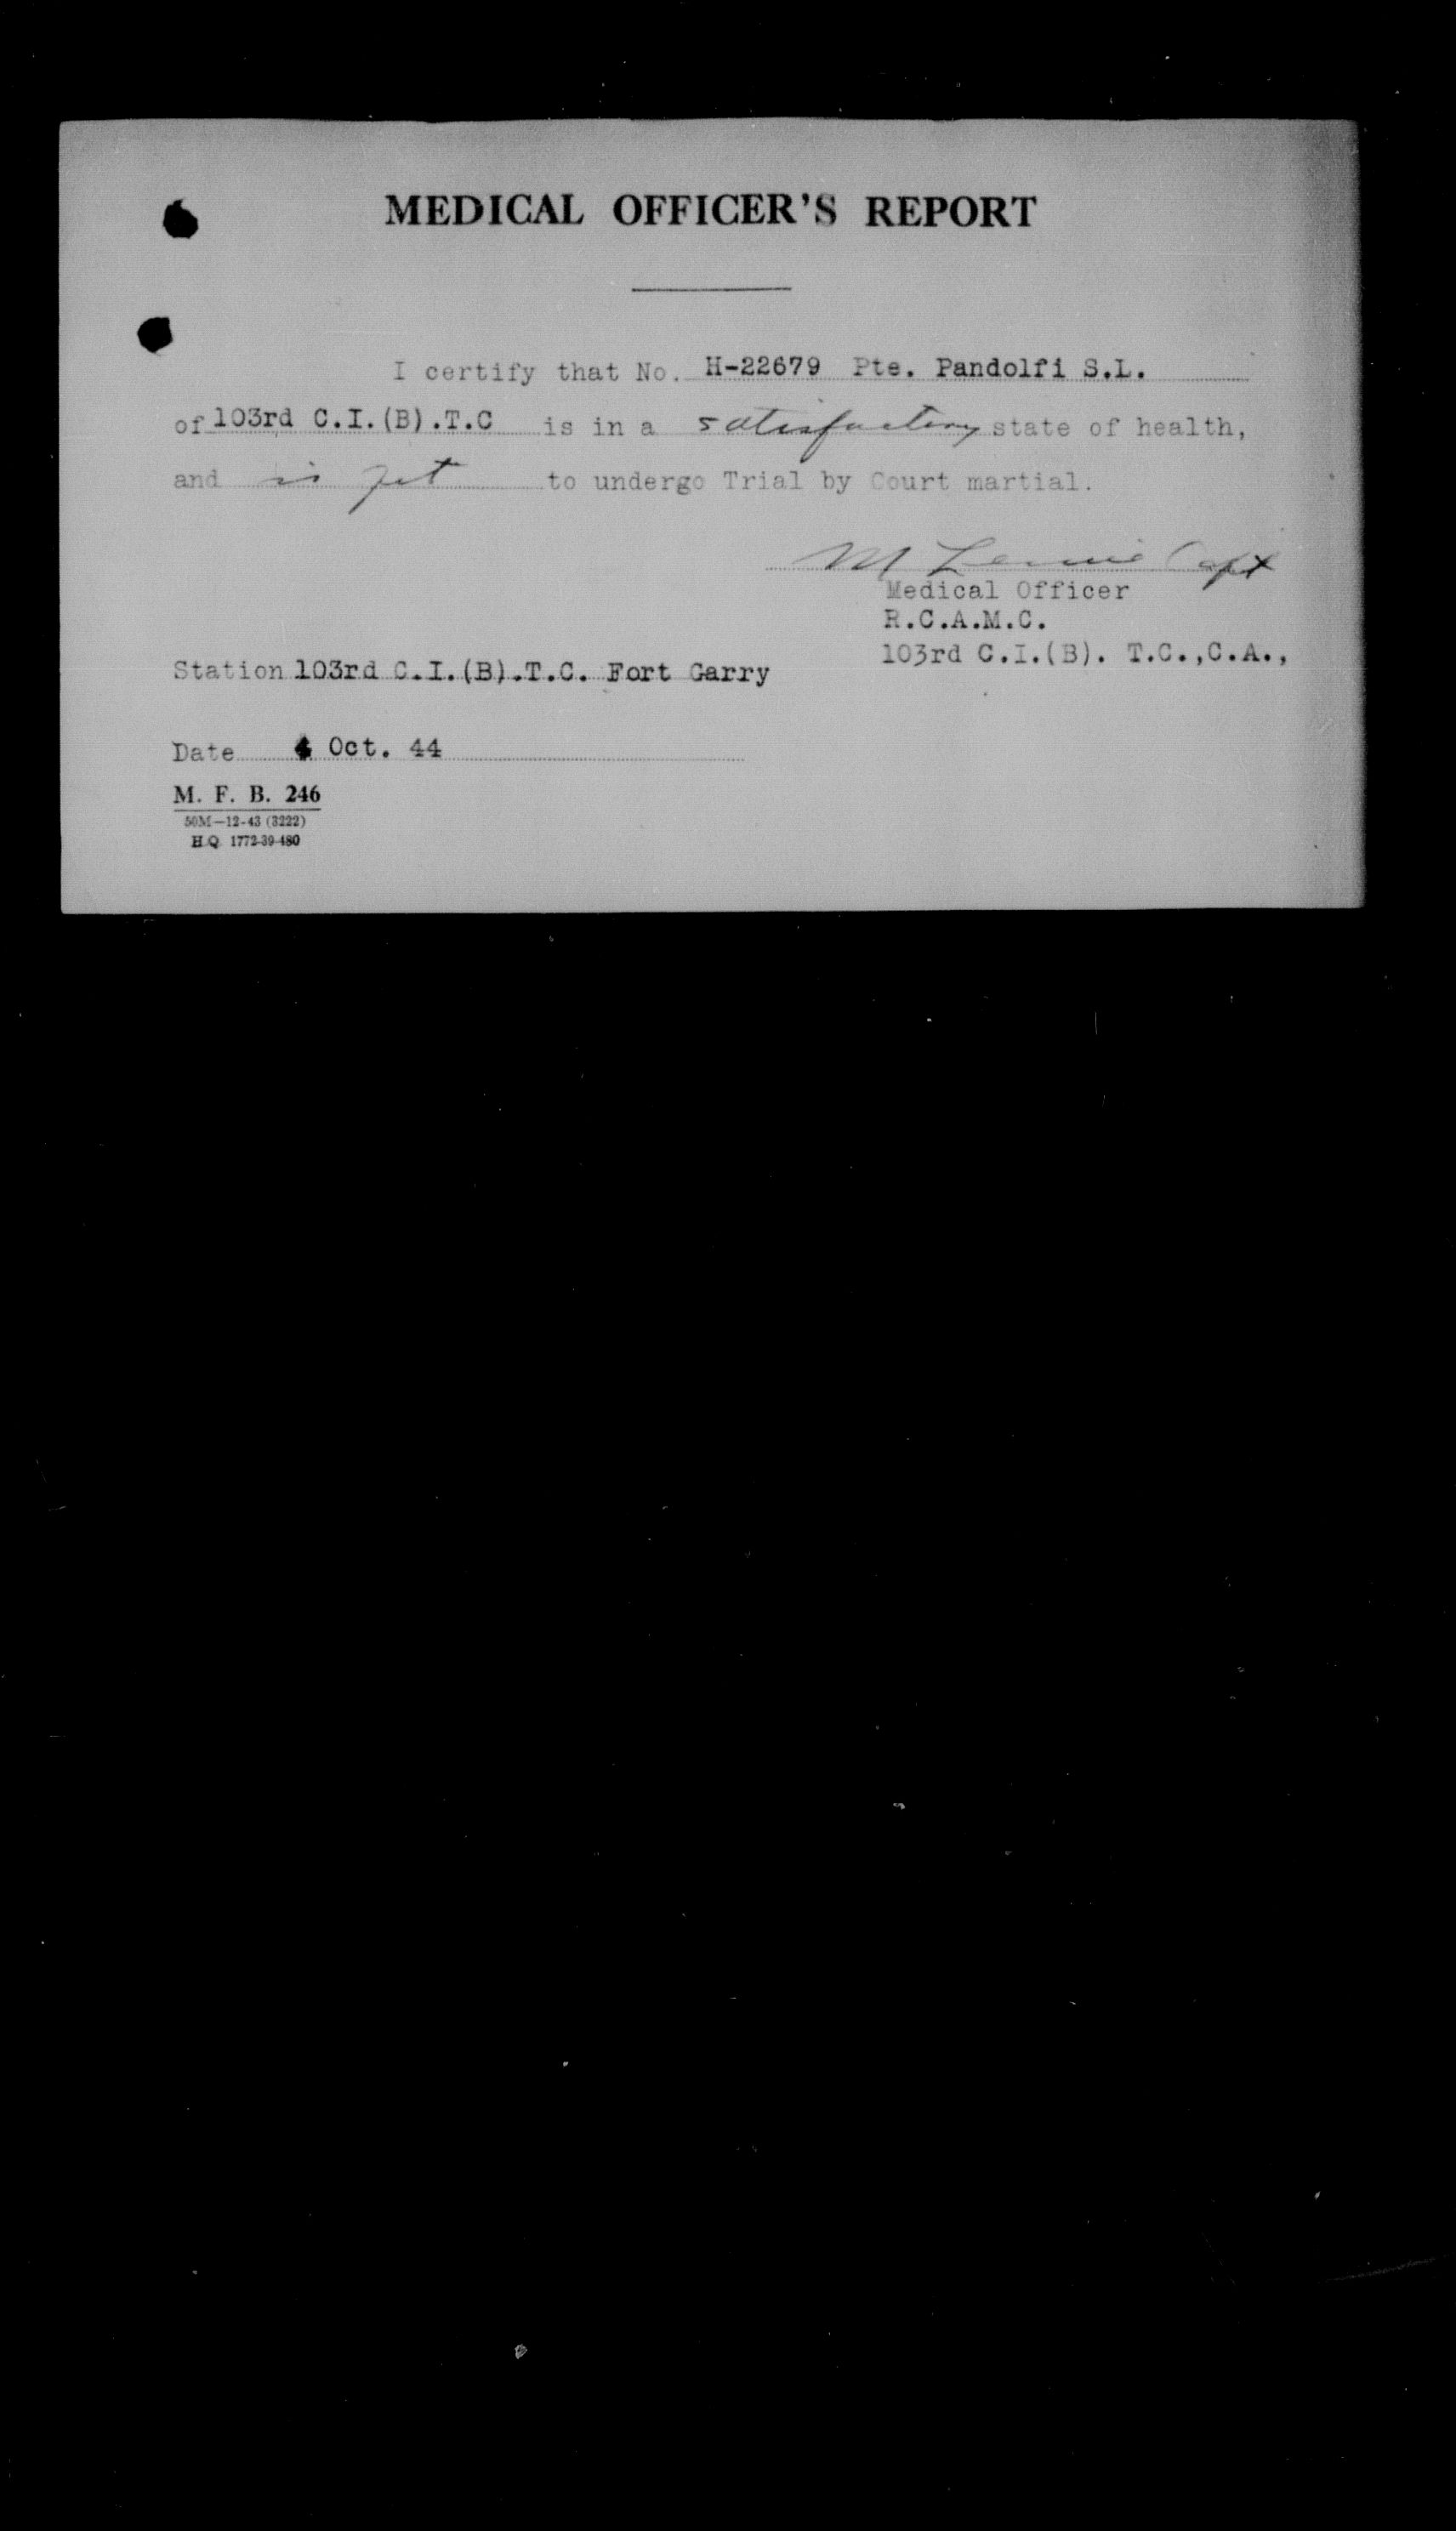 MEDICAL OFFICER'S REPORT
I certify that No. H-22679 Pte. Pandolfi S.L.
of 103rd C.I.(B).T.C is in a satisfactory state of health,
and is fit to undergo Trial by Court martial.
M Capt
Medical Officer
R.C.A.M.C.
103rd C.I.(B). T.C.,C.A.,
Station 103rd C.I.(B).T.C. Fort Garry
Date 4 Oct. 44
M. F. B. 246
50M—12-43 (3222)
H.Q. 1772-39-480